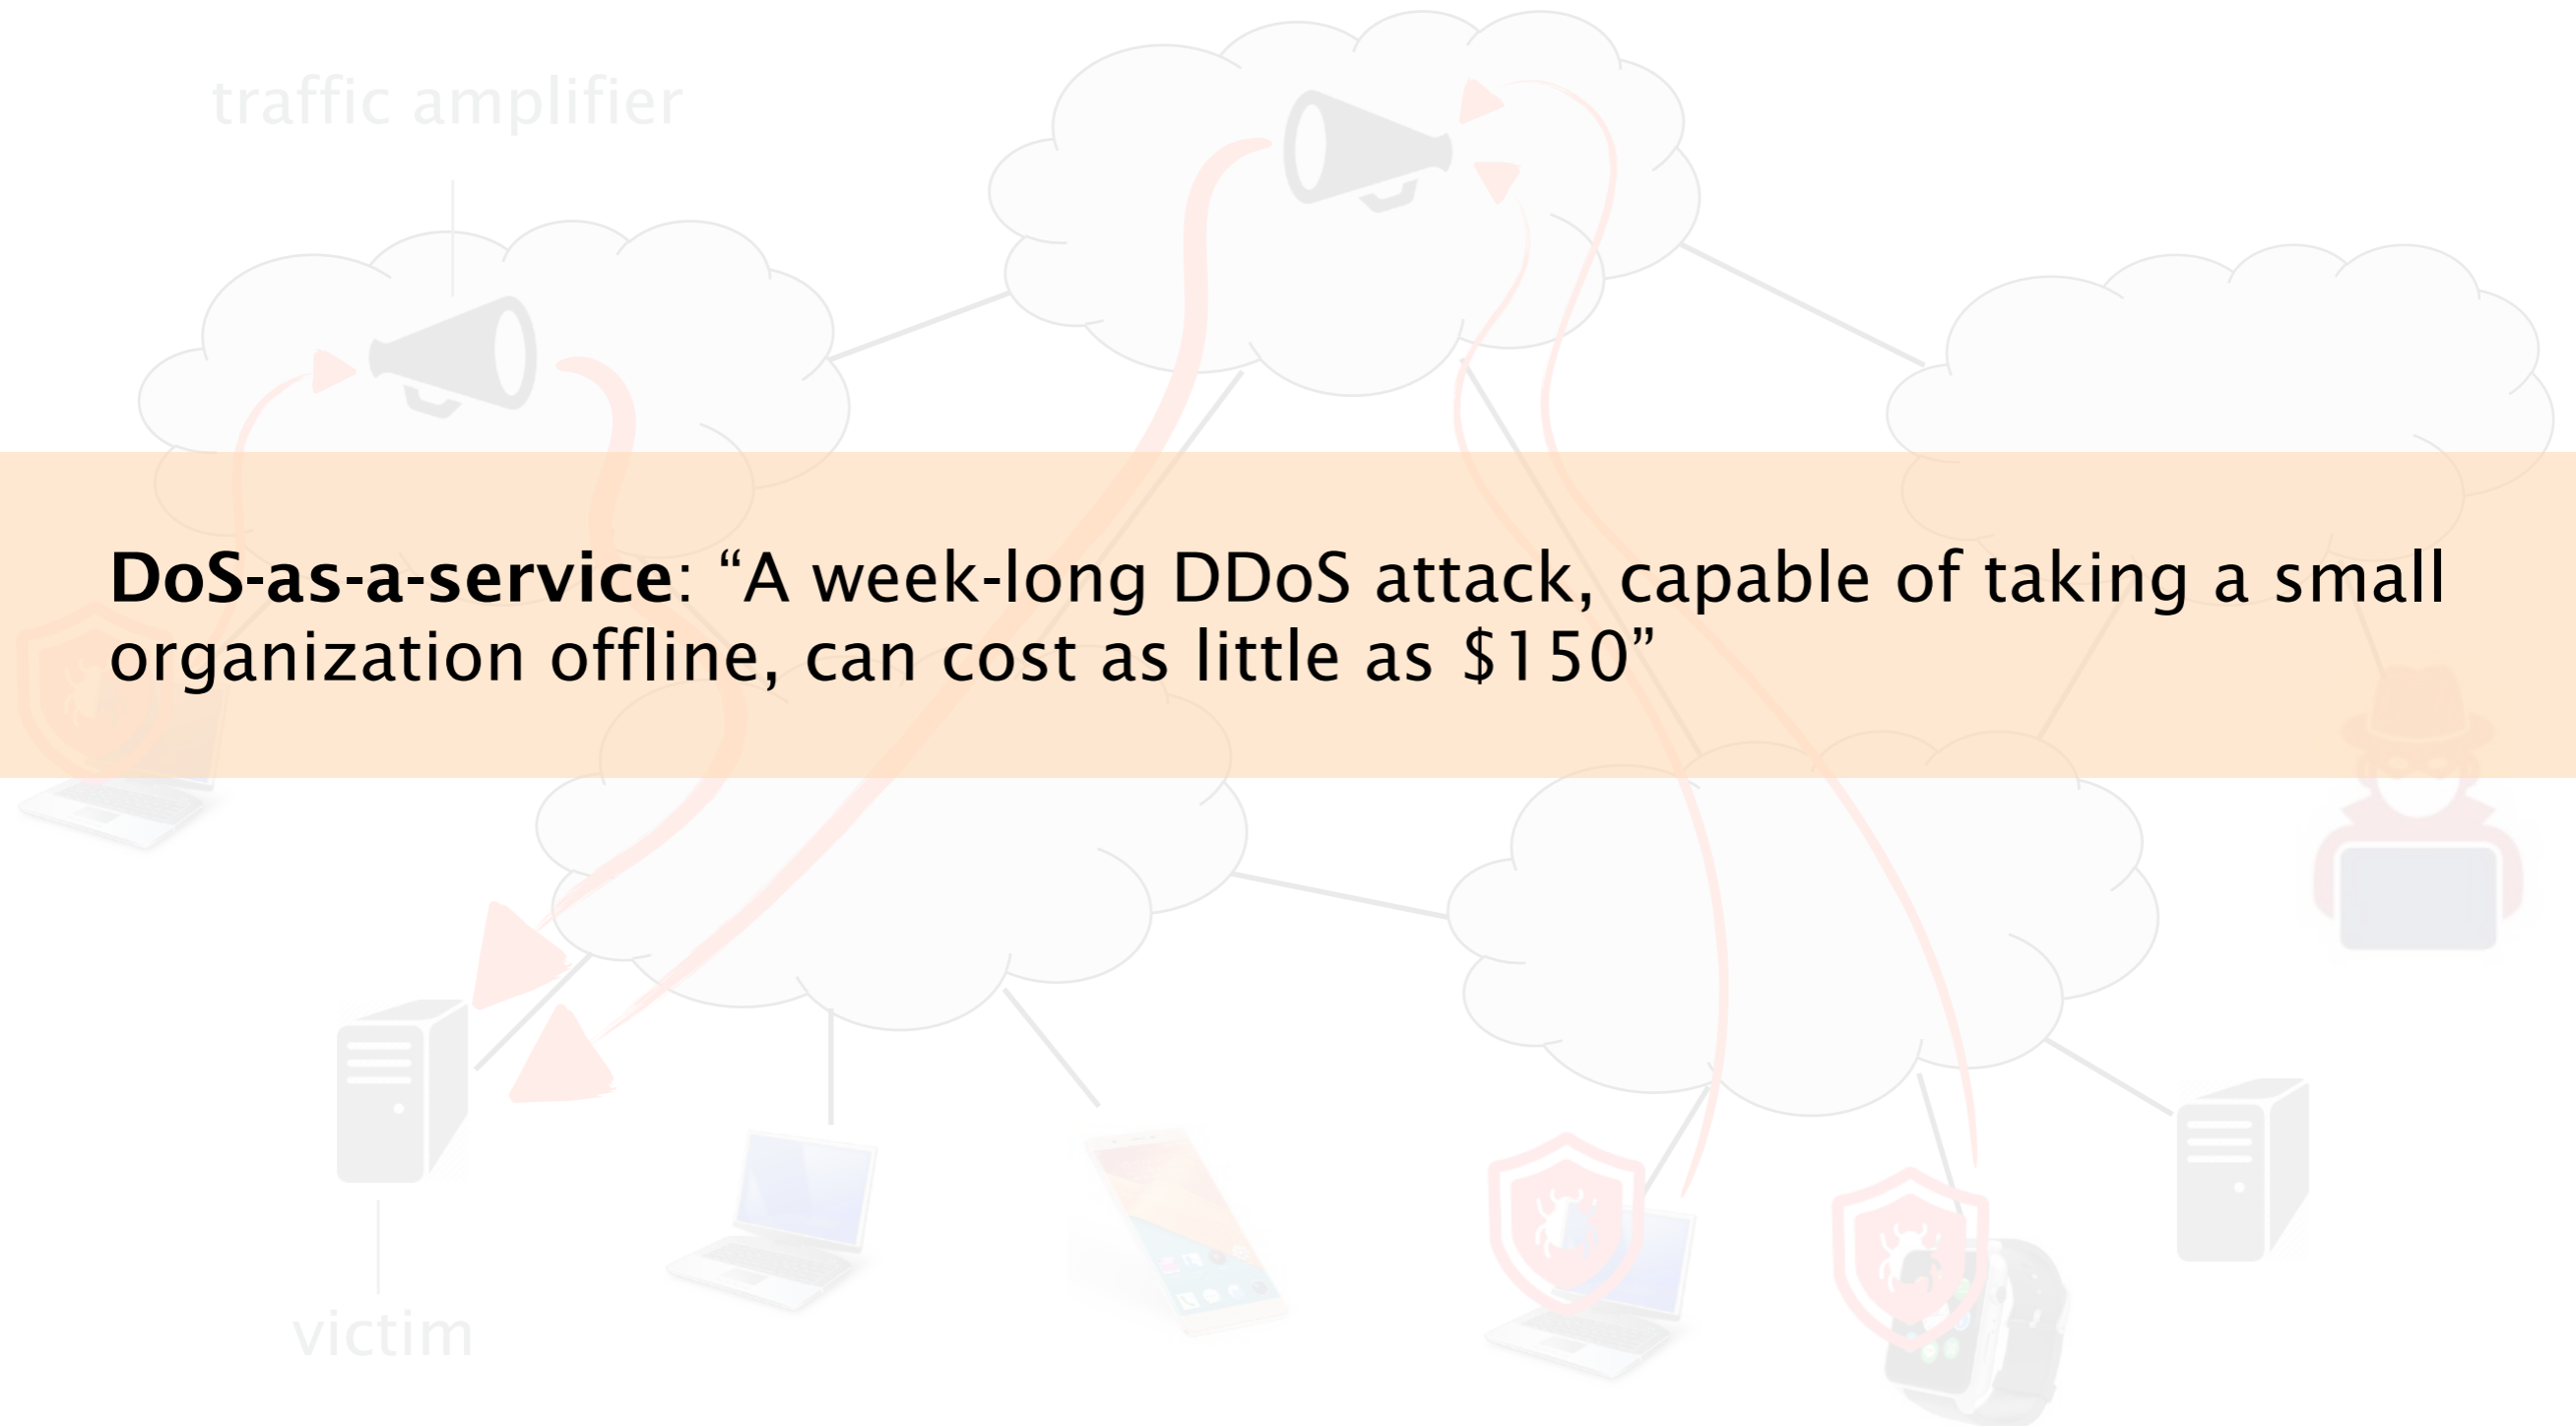 traffic amplifier
DoS-as-a-service: “A week-long DDoS attack, capable of taking a small
organization offline, can cost as little as $150”
victim